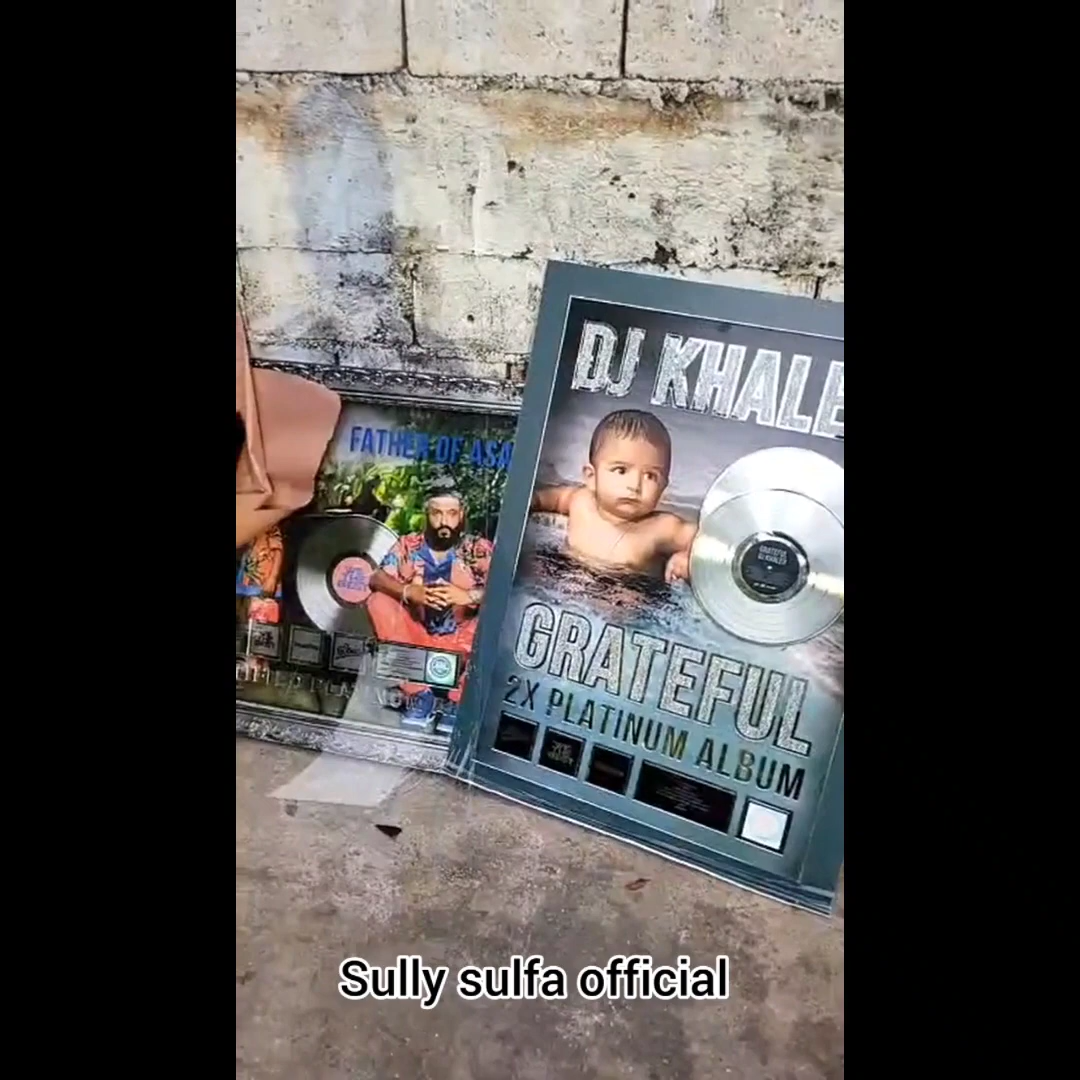 DJ KHALE
FATHER OF ASA
GRATEFUL
DJ KHALED
GRATEFUL
2X PLATINUM ALBUM
Sully sulfa official